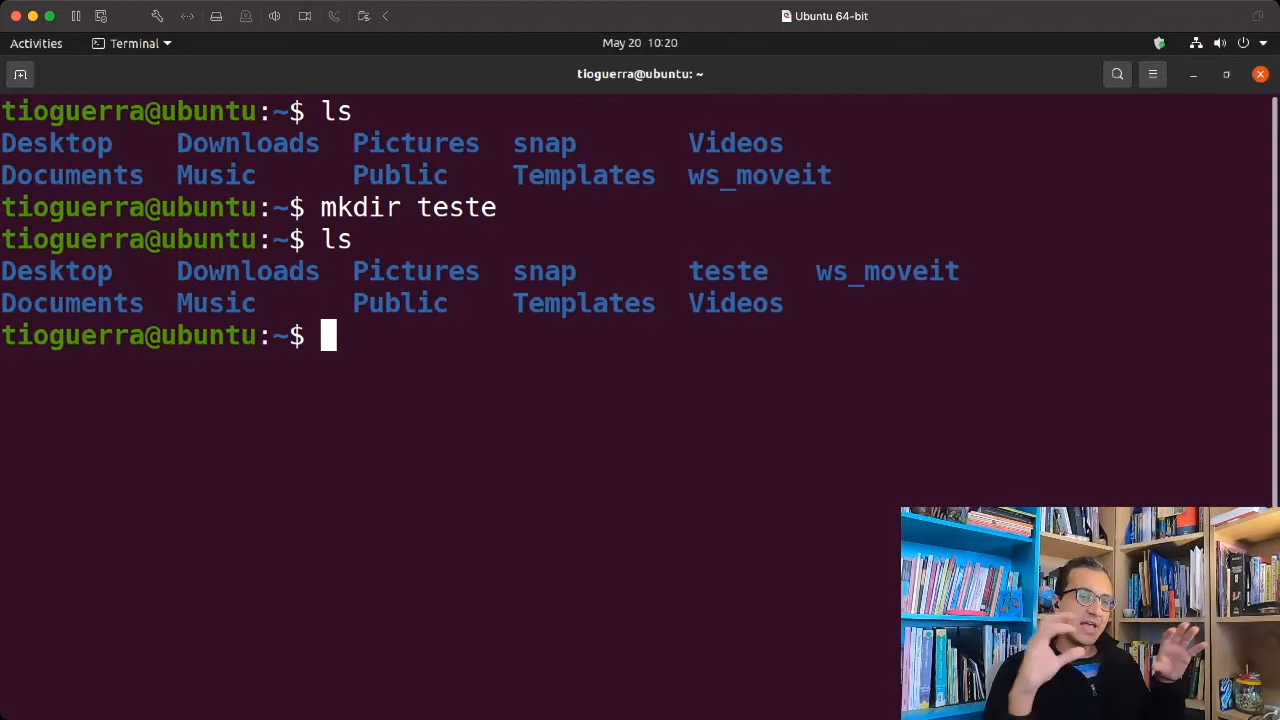 Ubuntu 64-bit
Activities Terminal May 20 10:20
tioguerra@ubuntu: ~
tioguerra@ubuntu:~$ ls
Desktop Downloads Pictures snap Videos
Documents Music Public Templates ws_moveit
tioguerra@ubuntu:~$ mkdir teste
tioguerra@ubuntu:~$ ls
Desktop Downloads Pictures snap teste ws_moveit
Documents Music Public Templates Videos
tioguerra@ubuntu:~$